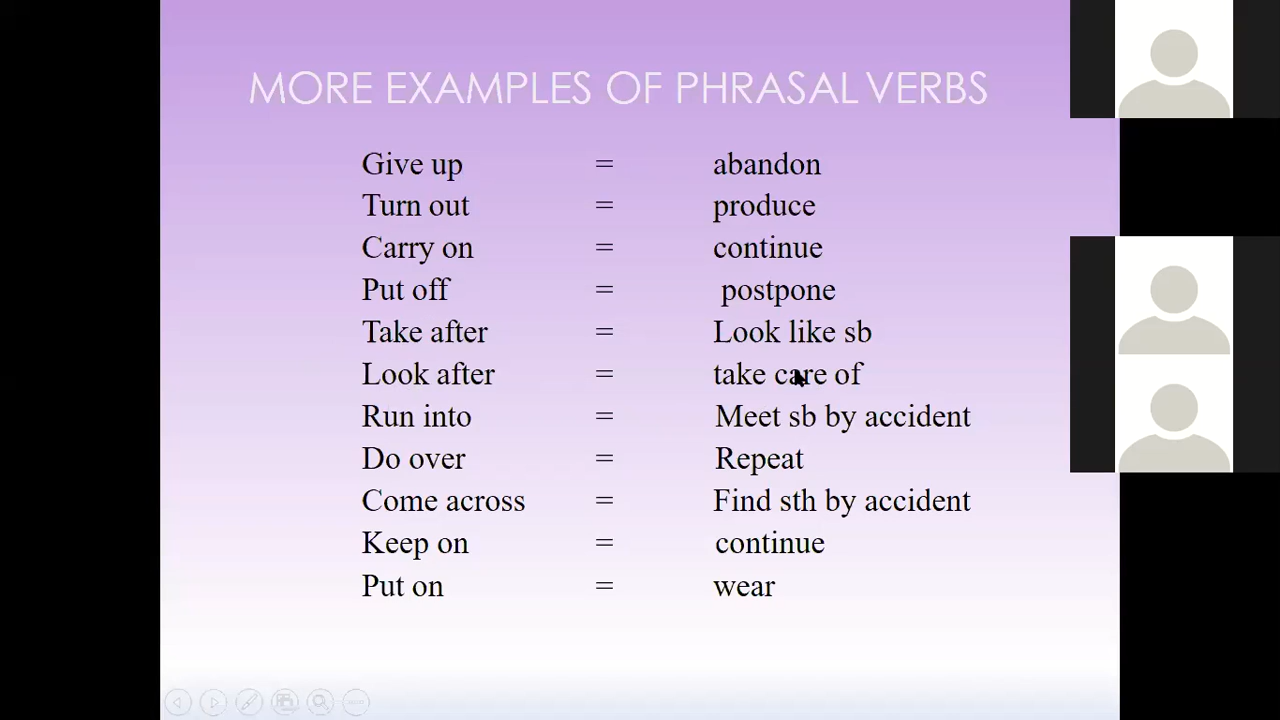 MORE EXAMPLES OF PHRASAL VERBS
Give up = abandon
Turn out = produce
Carry on = continue
Put off = postpone
Take after = Look like sb
Look after = take care of
Run into = Meet sb by accident
Do over = Repeat
Come across = Find sth by accident
Keep on = continue
Put on = wear